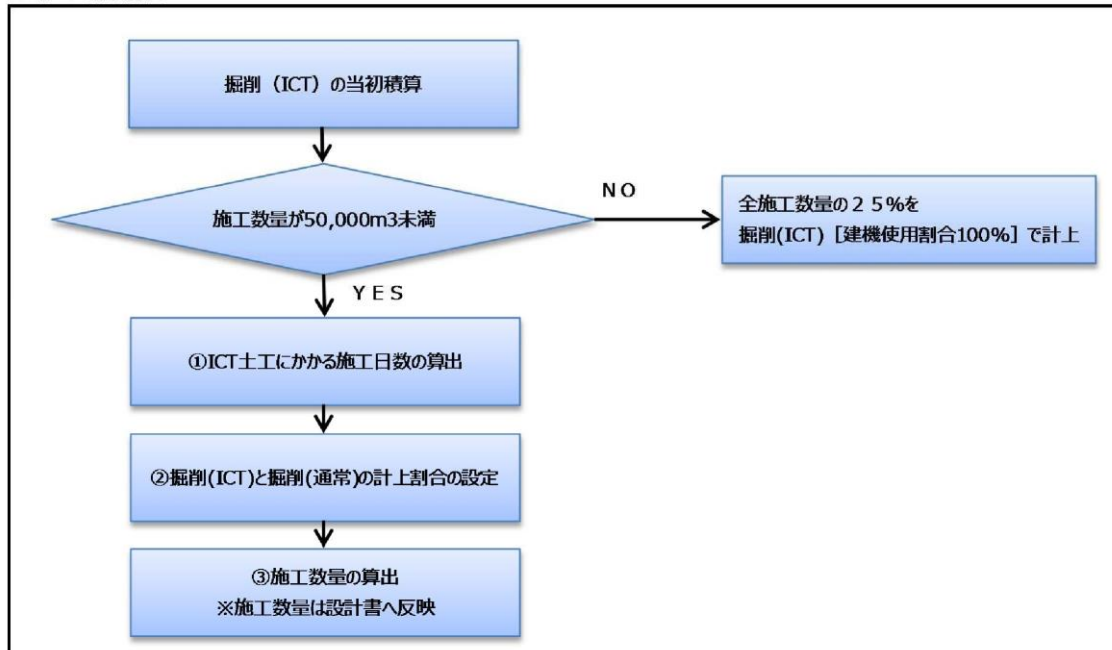 掘削（ICT）の当初積算
施工数量が50,000m3未満
ＮＯ
全施工数量の２５％を
掘削(ICT)［建機使用割合100％］で計上
ＹＥＳ
①ICT土工にかかる施工日数の算出
②掘削(ICT)と掘削(通常)の計上割合の設定
③施工数量の算出
※施工数量は設計書へ反映